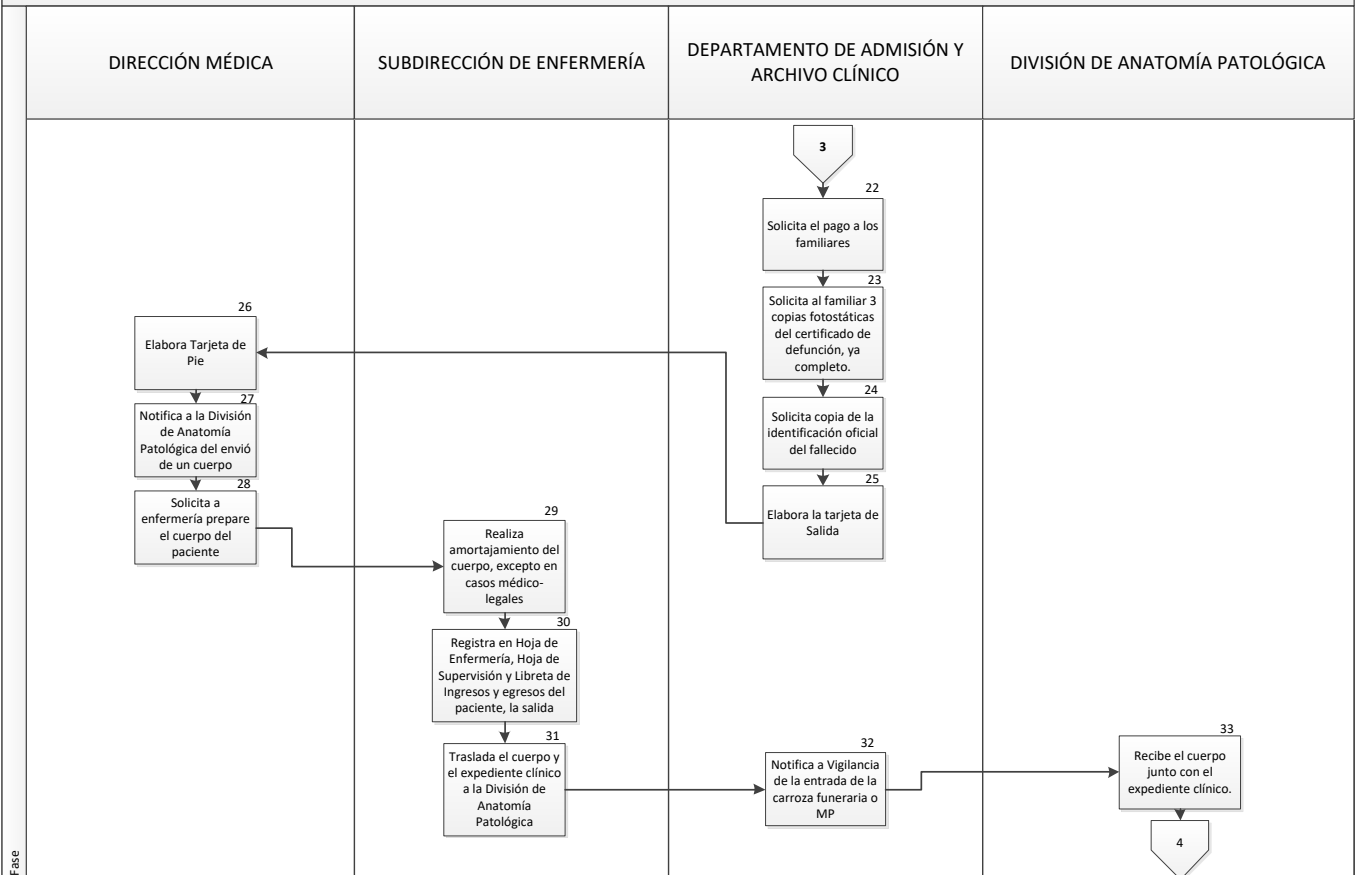 DIRECCIÓN MÉDICA
SUBDIRECCIÓN DE ENFERMERÍA
DEPARTAMENTO DE ADMISIÓN Y
ARCHIVO CLÍNICO
DIVISIÓN DE ANATOMÍA PATOLÓGICA
3
22
Solicita el pago a los
familiares
23
Solicita al familiar 3
copias fotostáticas
del certificado de
defunción, ya
completo.
24
Solicita copia de la
identificación oficial
del fallecido
25
Elabora la tarjeta de
Salida
26
Elabora Tarjeta de
Pie
27
Notifica a la División
de Anatomía
Patológica del envió
de un cuerpo
28
Solicita a
enfermería prepare
el cuerpo del
paciente
29
Realiza
amortajamiento del
cuerpo, excepto en
casos médico-
legales
30
Registra en Hoja de
Enfermería, Hoja de
Supervisión y Libreta de
Ingresos y egresos del
paciente, la salida
31
Traslada el cuerpo y
el expediente clínico
a la División de
Anatomía
Patológica
32
Notifica a Vigilancia
de la entrada de la
carroza funeraria o
MP
33
Recibe el cuerpo
junto con el
expediente clínico.
4
Fase